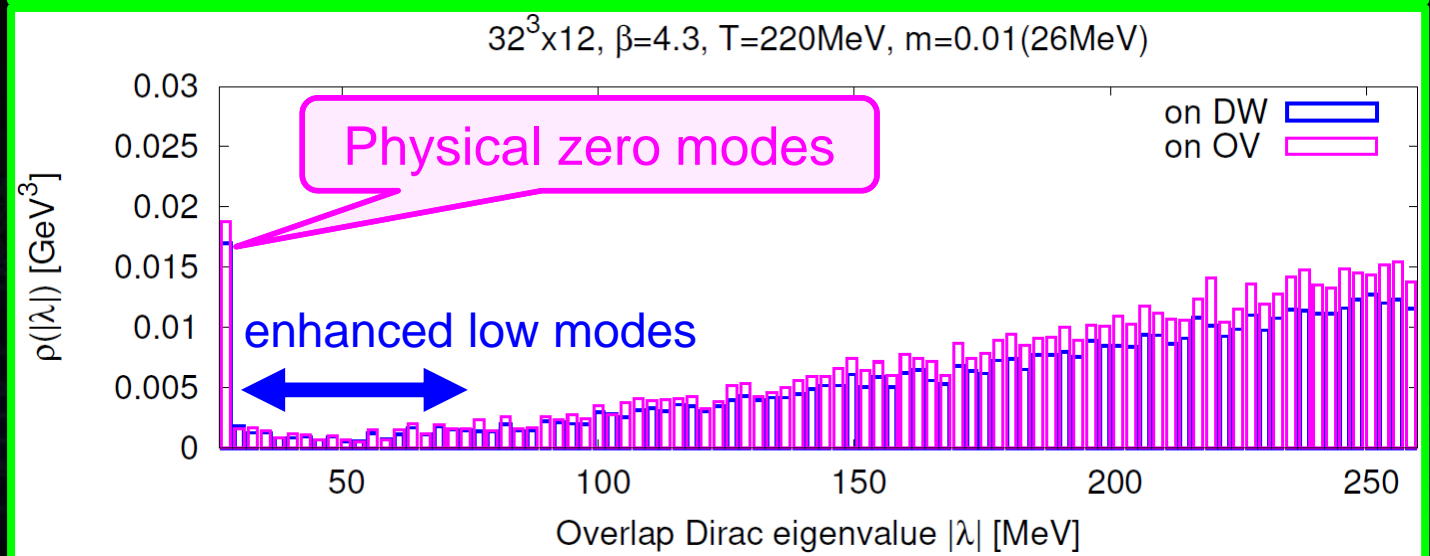 32³x12, β=4.3, T=220MeV, m=0.01(26MeV)
0.03
0.025
0.02
0.015
0.01
0.005
0
ρ(|λ|) [GeV³]
Physical zero modes
on DW
on OV
enhanced low modes
50 100 150 200 250
Overlap Dirac eigenvalue |λ| [MeV]